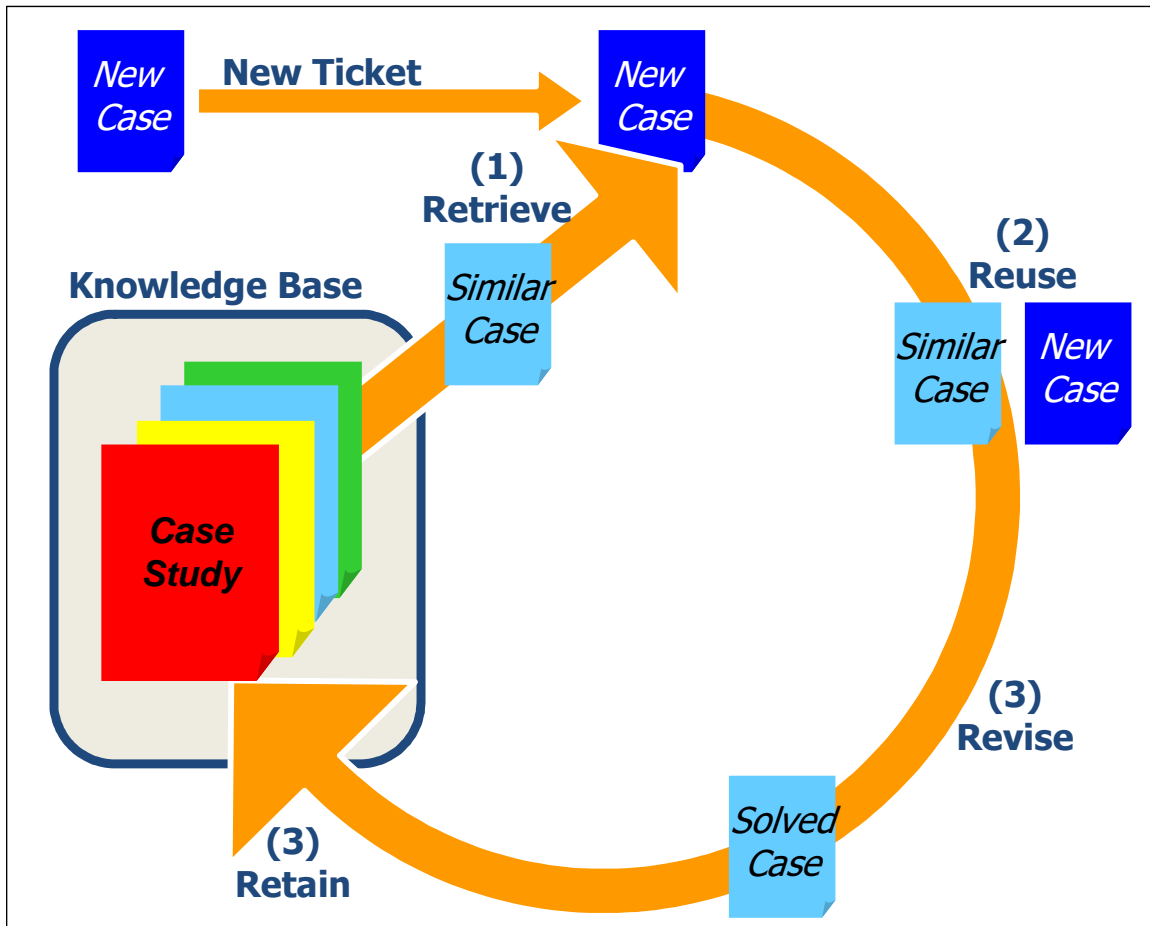 New
Case
New Ticket
New
Case
(1)
Retrieve
Similar
Case
(2)
Reuse
Similar
Case
New
Case
Knowledge Base
Case
Study
(3)
Revise
Solved
Case
(3)
Retain